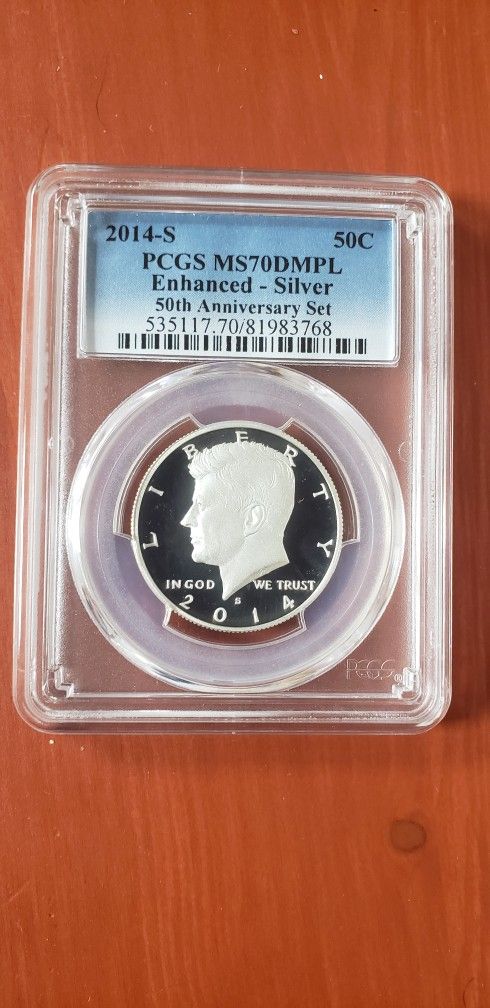 2014-S 50C
PCGS MS70DMPL
Enhanced - Silver
50th Anniversary Set
535117.70/81983768
LIBERTY
IN GOD WE TRUST
S
2014
PCGS